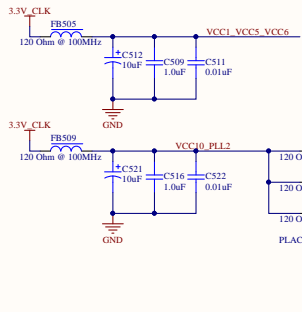 3.3V_CLK
FB505
120 Ohm @ 100MHz
VCC1_VCC5_VCC6
+
C512
10uF
C509
1.0uF
C511
0.01uF
GND
3.3V_CLK
FB509
120 Ohm @ 100MHz
VCC10_PLL2
120 O
+
C521
10uF
C516
1.0uF
C522
0.01uF
120 O
120 O
GND
PLAC